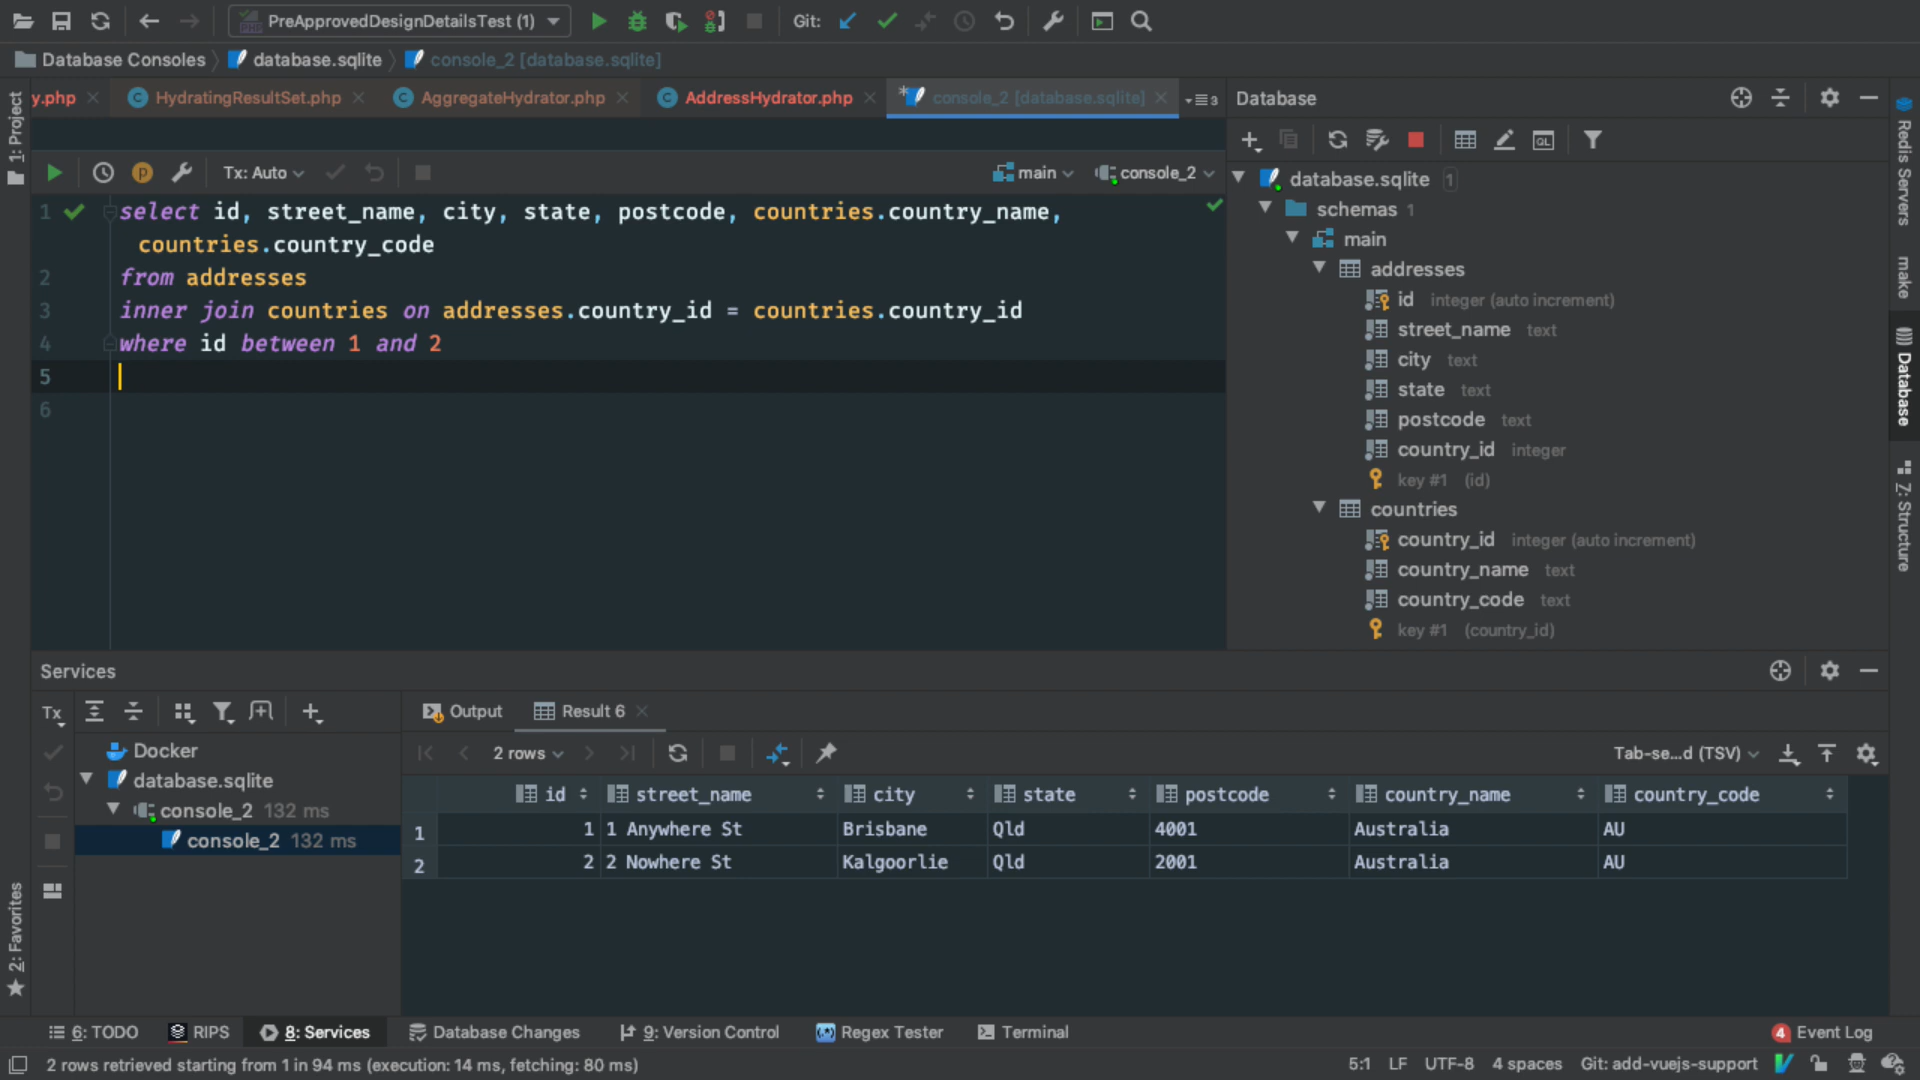 PreApprovedDesignDetailsTest (1)
Git:
Database Consoles
database.sqlite
console_2 [database.sqlite]
1: Project
y.php
HydratingResultSet.php
AggregateHydrator.php
AddressHydrator.php
console_2 [database.sqlite]
3
Tx: Auto
main
console_2
1 select id, street_name, city, state, postcode, countries.country_name,
countries.country_code
2 from addresses
3 inner join countries on addresses.country_id = countries.country_id
4 where id between 1 and 2
5
6
Database
QL
database.sqlite 1
schemas 1
main
addresses
id integer (auto increment)
street_name text
city text
state text
postcode text
country_id integer
key #1 (id)
countries
country_id integer (auto increment)
country_name text
country_code text
key #1 (country_id)
Redis Servers
make
Database
7: Structure
Services
Tx
Docker
database.sqlite
console_2 132 ms
console_2 132 ms
2: Favorites
Output
Result 6
2 rows
Tab-se...d (TSV)
id street_name city state postcode country_name country_code
1 1 1 Anywhere St Brisbane Qld 4001 Australia AU
2 2 2 Nowhere St Kalgoorlie Qld 2001 Australia AU
6: TODO
RIPS
8: Services
Database Changes
9: Version Control
Regex Tester
Terminal
4 Event Log
2 rows retrieved starting from 1 in 94 ms (execution: 14 ms, fetching: 80 ms)
5:1 LF UTF-8 4 spaces Git: add-vuejs-support